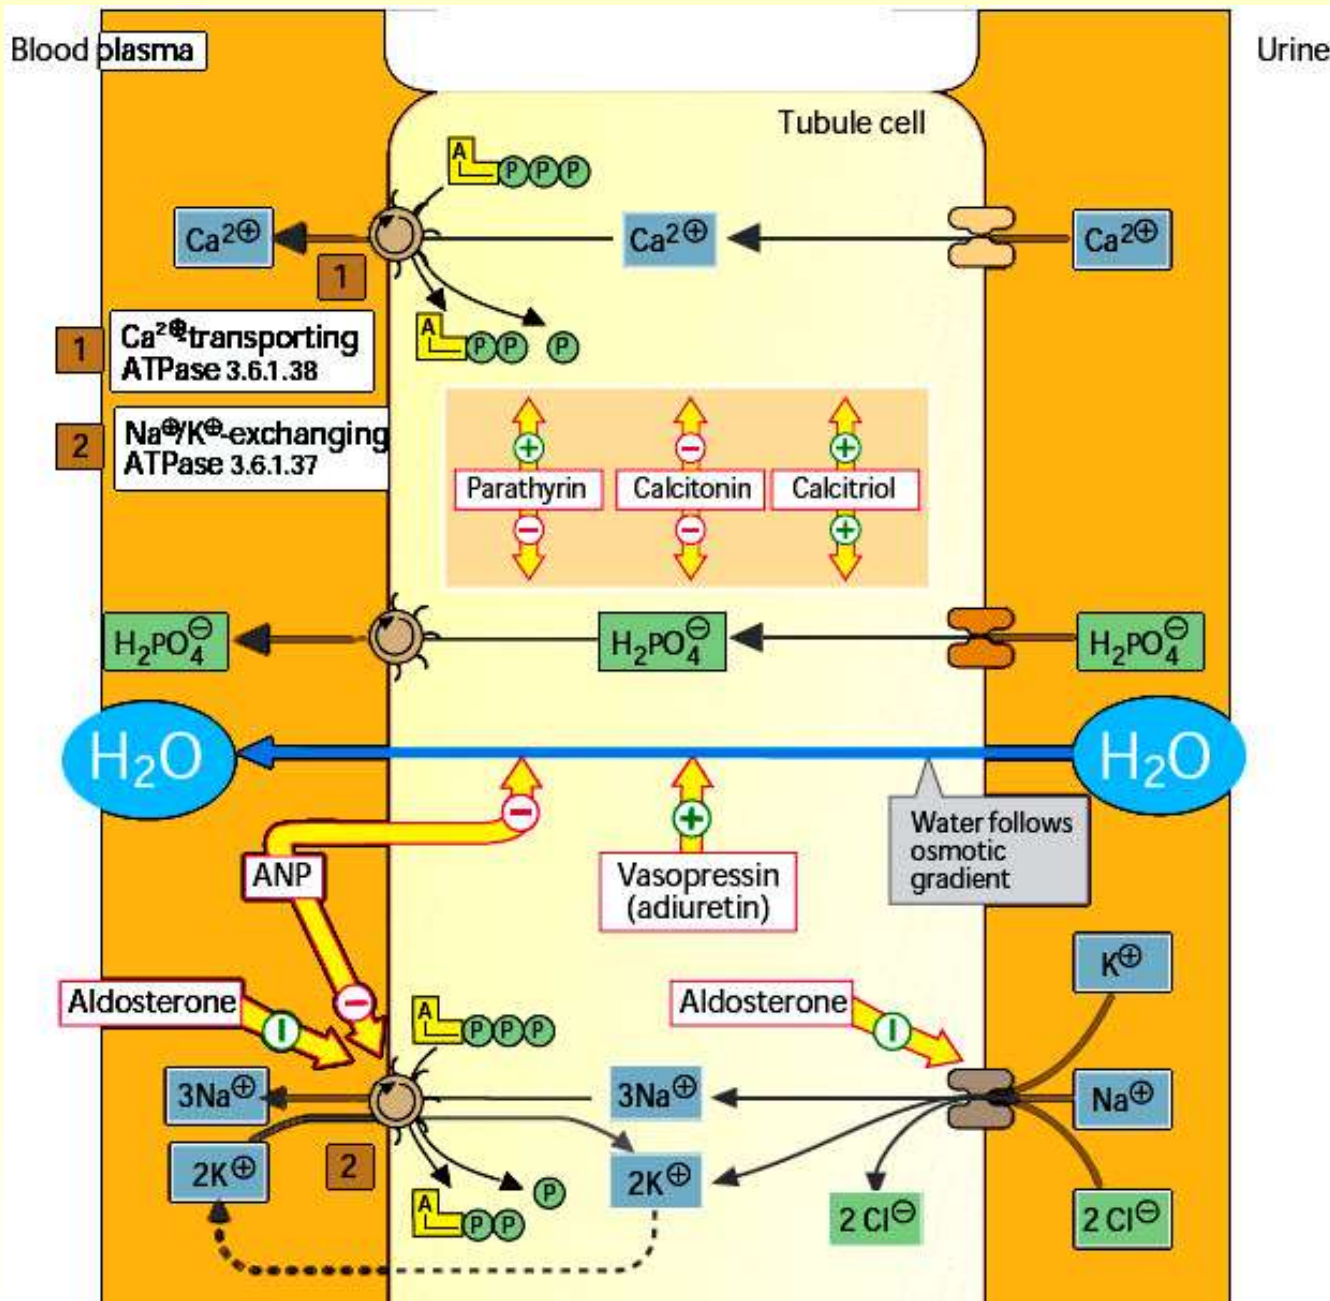 Blood plasma
Urine
Tubule cell
A P P P
Ca²⊕
Ca²⊕
Ca²⊕
1
A P P P
1
Ca²⊕-transporting
ATPase 3.6.1.38
2
Na⊕/K⊕-exchanging
ATPase 3.6.1.37
+ − +
Parathyrin Calcitonin Calcitriol
− − +
H₂PO₄⊖
H₂PO₄⊖
H₂PO₄⊖
H₂O
H₂O
−
+
ANP
Vasopressin
(adiuretin)
Water follows
osmotic
gradient
K⊕
Aldosterone
−
I
A P P P
Aldosterone
I
3Na⊕
3Na⊕
Na⊕
2K⊕
2
P
2K⊕
A P P
2 Cl⊖
2 Cl⊖